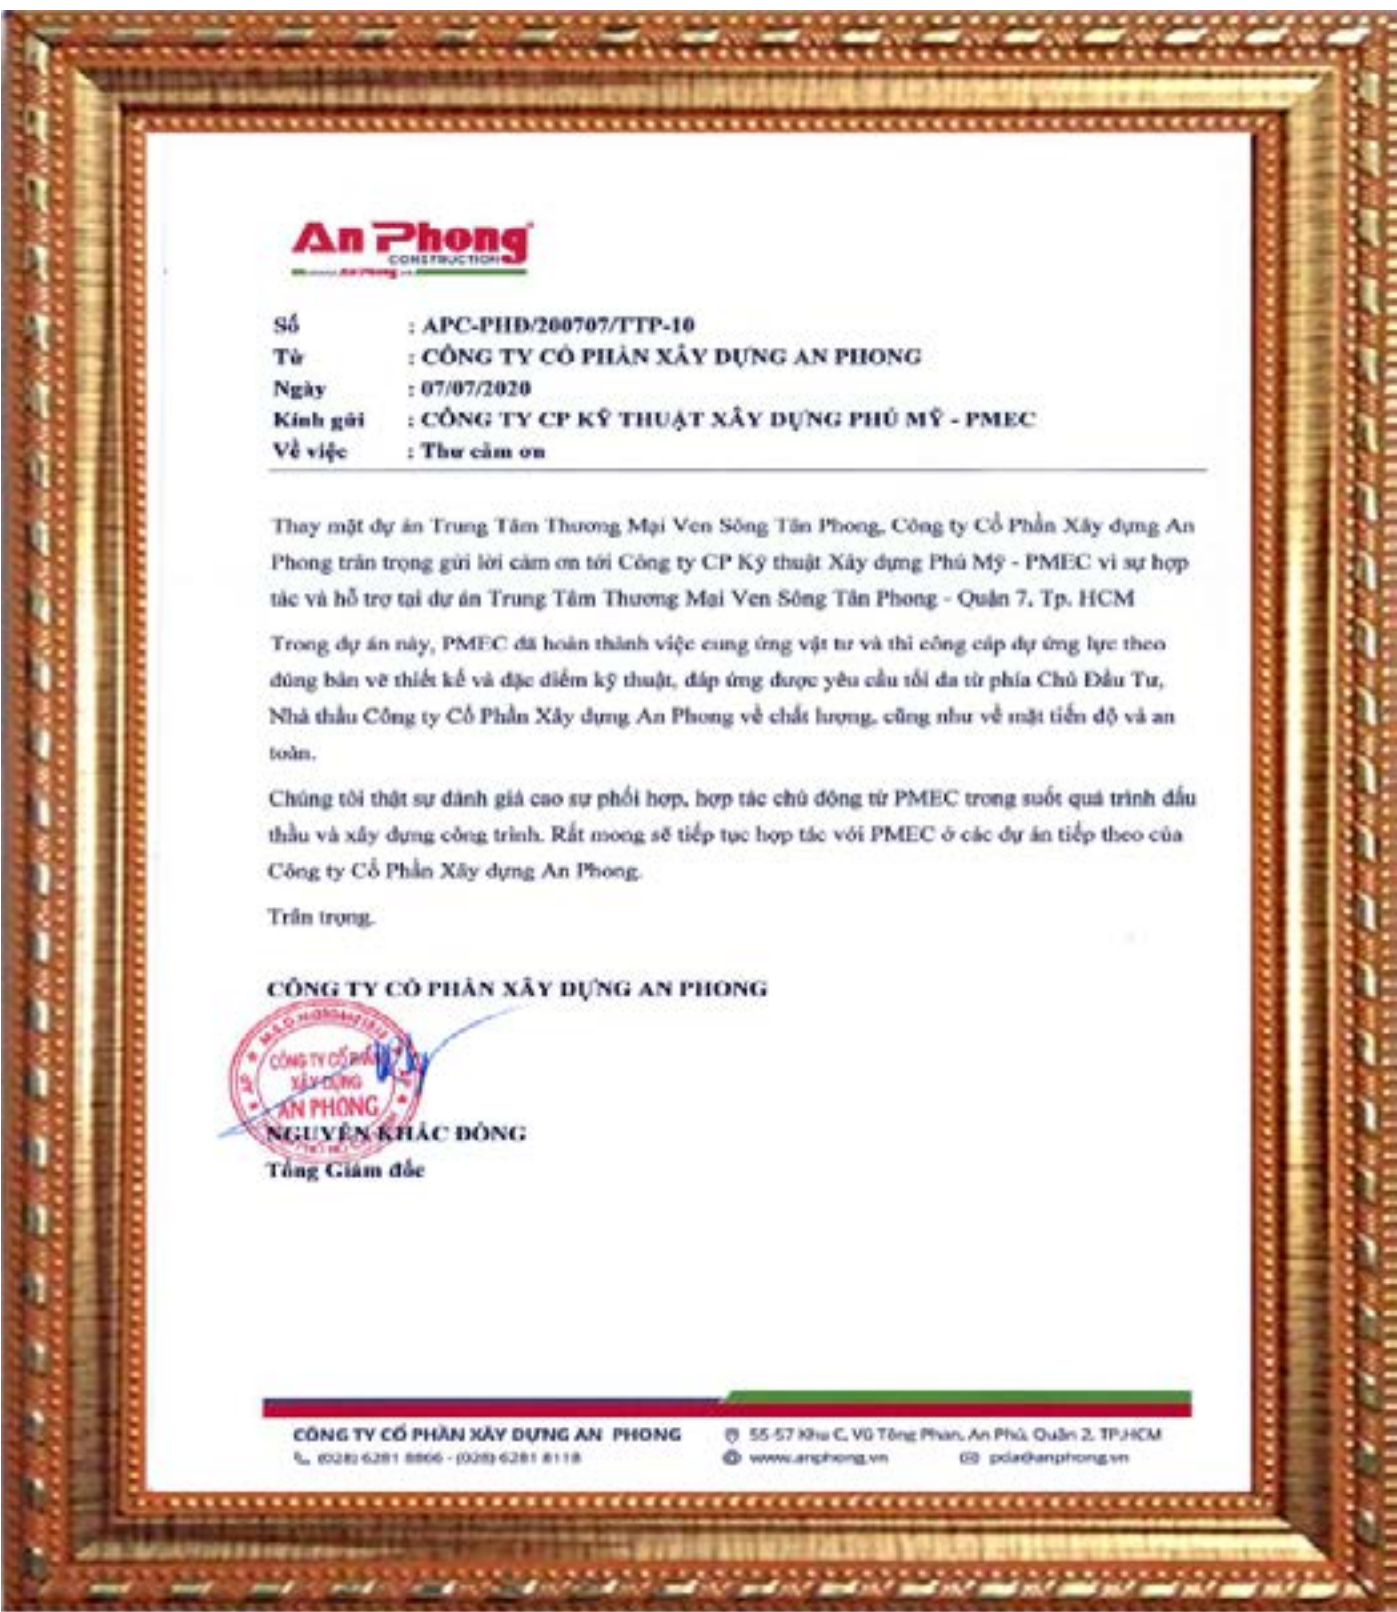 An Phong
CONSTRUCTION
An Phong
Số : APC-PHĐ/200707/TTP-10
Từ : CÔNG TY CỔ PHẦN XÂY DỰNG AN PHONG
Ngày : 07/07/2020
Kính gửi : CÔNG TY CP KỸ THUẬT XÂY DỰNG PHÚ MỸ - PMEC
Về việc : Thư cảm ơn
Thay mặt dự án Trung Tâm Thương Mại Ven Sông Tân Phong, Công ty Cổ Phần Xây dựng An
Phong trân trọng gửi lời cảm ơn tới Công ty CP Kỹ thuật Xây dựng Phú Mỹ - PMEC vì sự hợp
tác và hỗ trợ tại dự án Trung Tâm Thương Mại Ven Sông Tân Phong - Quận 7, Tp. HCM
Trong dự án này, PMEC đã hoàn thành việc cung ứng vật tư và thi công cáp dự ứng lực theo
đúng bản vẽ thiết kế và đặc điểm kỹ thuật, đáp ứng được yêu cầu tối đa từ phía Chủ Đầu Tư,
Nhà thầu Công ty Cổ Phần Xây dựng An Phong về chất lượng, cũng như về mặt tiến độ và an
toàn.
Chúng tôi thật sự đánh giá cao sự phối hợp, hợp tác chủ động từ PMEC trong suốt quá trình đấu
thầu và xây dựng công trình. Rất mong sẽ tiếp tục hợp tác với PMEC ở các dự án tiếp theo của
Công ty Cổ Phần Xây dựng An Phong.
Trân trọng.
CÔNG TY CỔ PHẦN XÂY DỰNG AN PHONG
CÔNG TY CỔ PHẦN
XÂY DỰNG
AN PHONG
NGUYỄN KHẮC ĐỒNG
Tổng Giám đốc
CÔNG TY CỔ PHẦN XÂY DỰNG AN PHONG
55-57 Khu C, Vũ Tông Phan, An Phú, Quận 2, TP.HCM
(028) 6281 8866 - (028) 6281 8118
www.anphong.vn